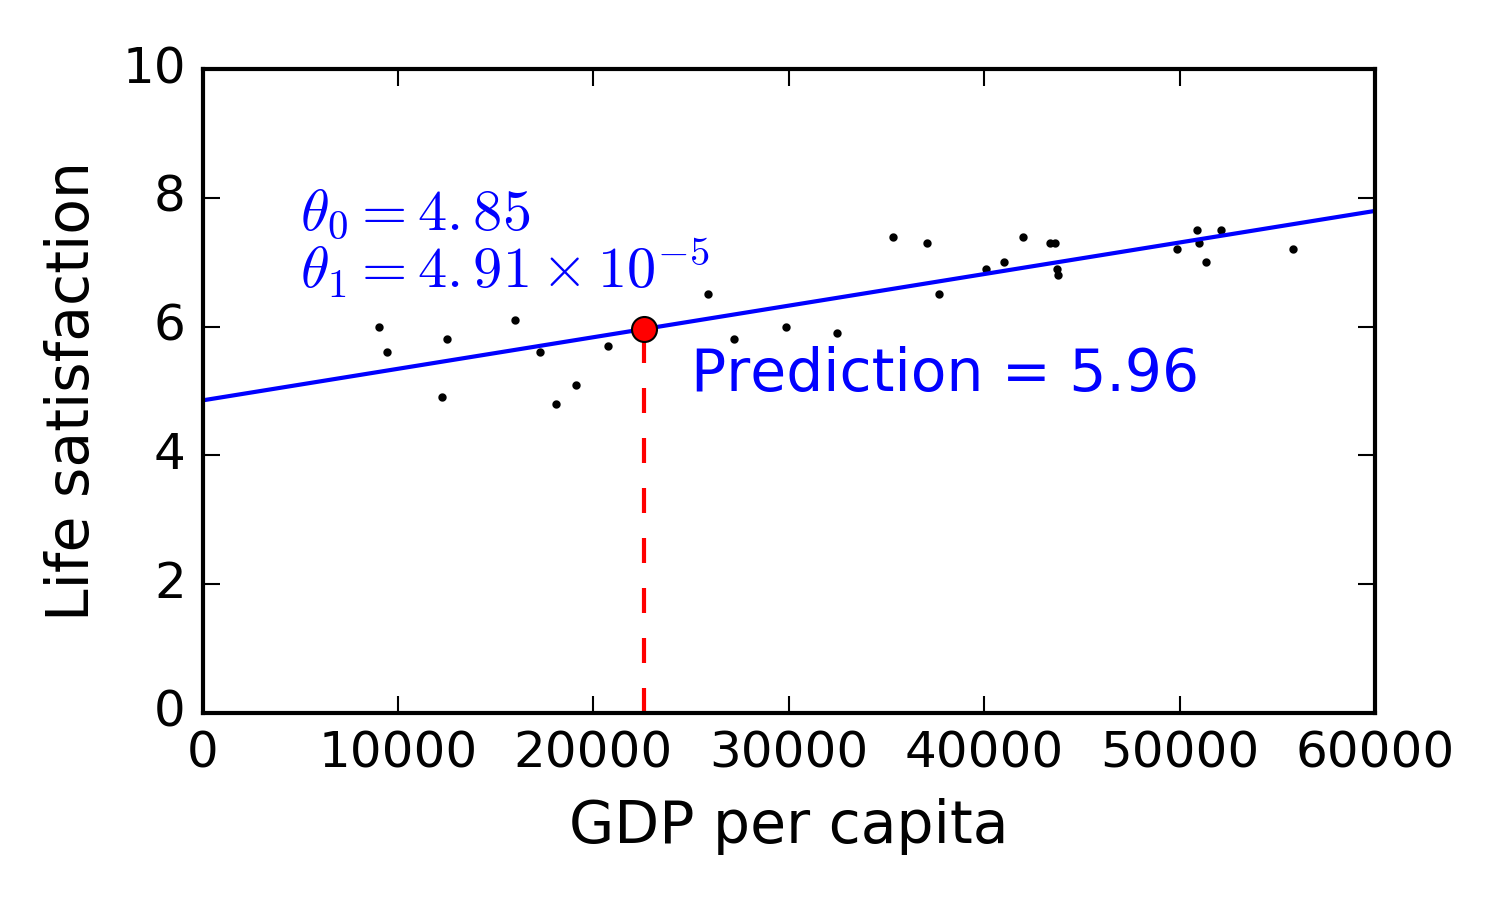 10
8
6
4
2
0
Life satisfaction
θ₀ = 4.85
θ₁ = 4.91 × 10⁻⁵
Prediction = 5.96
0 10000 20000 30000 40000 50000 60000
GDP per capita